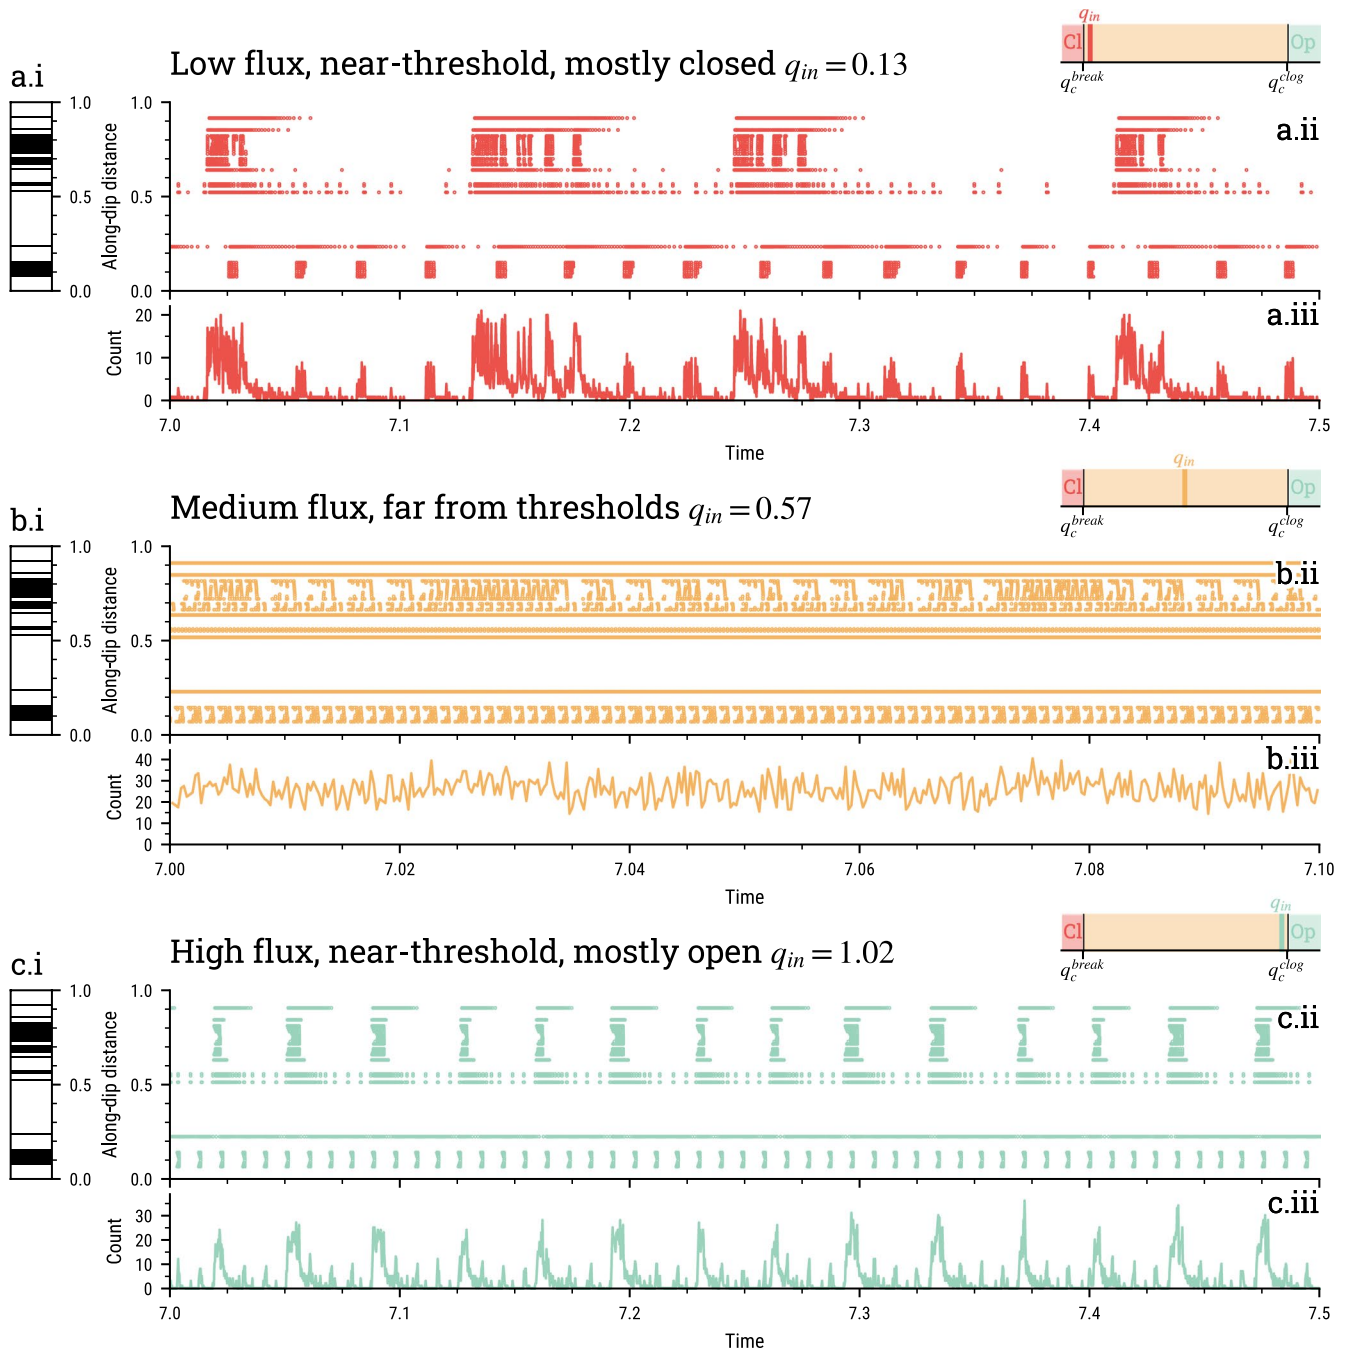 q_in
Cl
Op
q_c^break
q_c^clog
Low flux, near-threshold, mostly closed q_in = 0.13
a.i
a.ii
1.0
0.5
0.0
Along-dip distance
1.0
0.5
0.0
a.iii
Count
20
10
0
7.0 7.1 7.2 7.3 7.4 7.5
Time
q_in
Cl
Op
q_c^break
q_c^clog
Medium flux, far from thresholds q_in = 0.57
b.i
b.ii
1.0
0.5
0.0
Along-dip distance
1.0
0.5
0.0
b.iii
Count
40
30
20
10
0
7.00 7.02 7.04 7.06 7.08 7.10
Time
q_in
Cl
Op
q_c^break
q_c^clog
High flux, near-threshold, mostly open q_in = 1.02
c.i
c.ii
1.0
0.5
0.0
Along-dip distance
1.0
0.5
0.0
c.iii
Count
30
20
10
0
7.0 7.1 7.2 7.3 7.4 7.5
Time